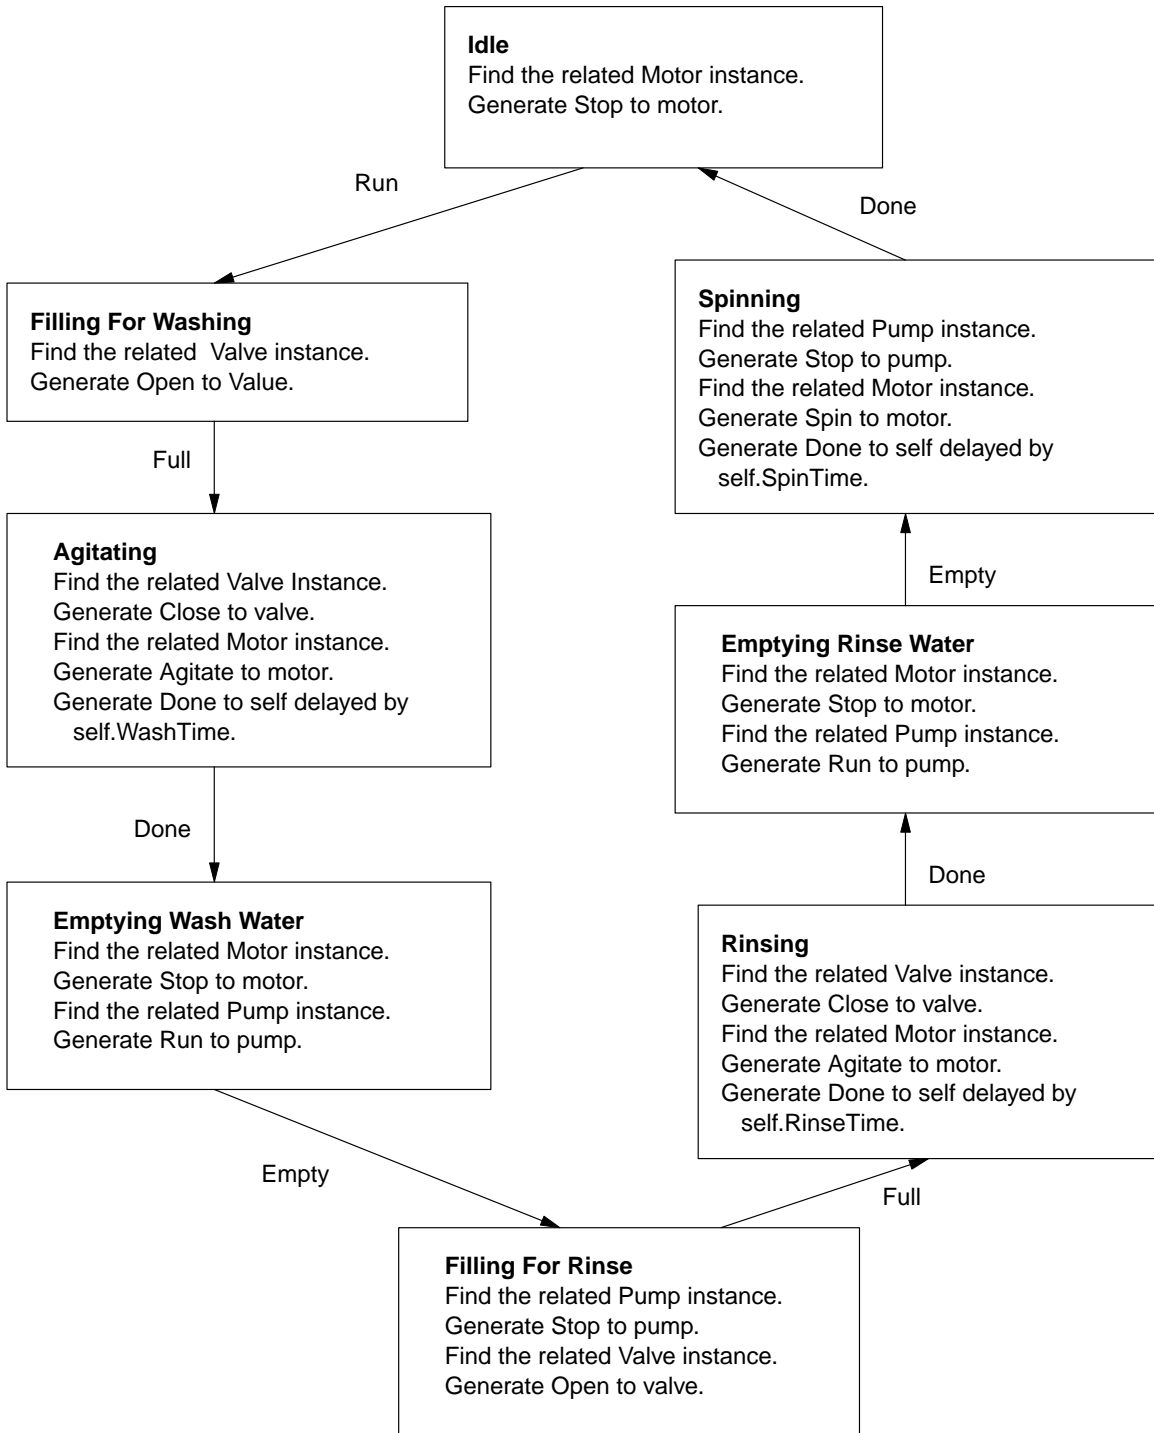 Idle
Find the related Motor instance.
Generate Stop to motor.
Run
Done
Filling For Washing
Find the related  Valve instance.
Generate Open to Value.
Spinning
Find the related Pump instance.
Generate Stop to pump.
Find the related Motor instance.
Generate Spin to motor.
Generate Done to self delayed by
self.SpinTime.
Full
Empty
Agitating
Find the related Valve Instance.
Generate Close to valve.
Find the related Motor instance.
Generate Agitate to motor.
Generate Done to self delayed by
self.WashTime.
Emptying Rinse Water
Find the related Motor instance.
Generate Stop to motor.
Find the related Pump instance.
Generate Run to pump.
Done
Done
Emptying Wash Water
Find the related Motor instance.
Generate Stop to motor.
Find the related Pump instance.
Generate Run to pump.
Rinsing
Find the related Valve instance.
Generate Close to valve.
Find the related Motor instance.
Generate Agitate to motor.
Generate Done to self delayed by
self.RinseTime.
Empty
Full
Filling For Rinse
Find the related Pump instance.
Generate Stop to pump.
Find the related Valve instance.
Generate Open to valve.